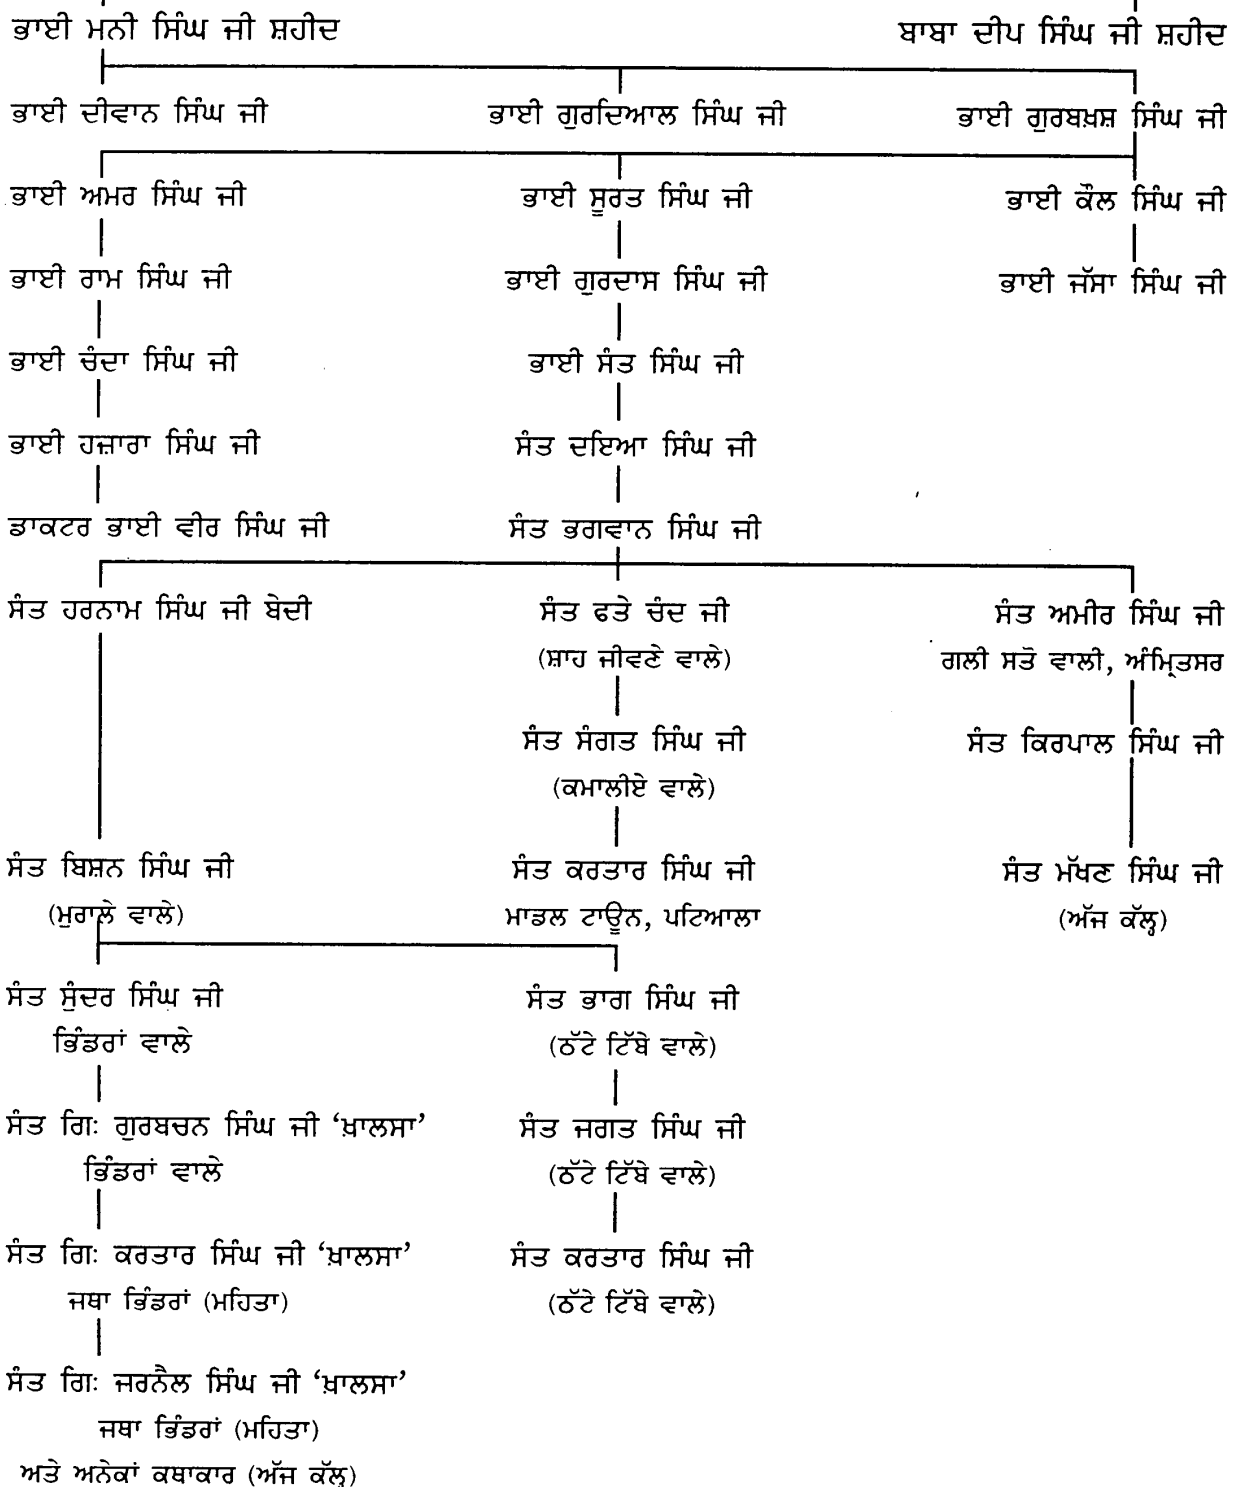 ਭਾਈ ਮਨੀ ਸਿੰਘ ਜੀ ਸ਼ਹੀਦ
ਬਾਬਾ ਦੀਪ ਸਿੰਘ ਜੀ ਸ਼ਹੀਦ
ਭਾਈ ਦੀਵਾਨ ਸਿੰਘ ਜੀ
ਭਾਈ ਗੁਰਦਿਆਲ ਸਿੰਘ ਜੀ
ਭਾਈ ਗੁਰਬਖ਼ਸ਼ ਸਿੰਘ ਜੀ
ਭਾਈ ਅਮਰ ਸਿੰਘ ਜੀ
ਭਾਈ ਸੂਰਤ ਸਿੰਘ ਜੀ
ਭਾਈ ਕੌਲ ਸਿੰਘ ਜੀ
ਭਾਈ ਰਾਮ ਸਿੰਘ ਜੀ
ਭਾਈ ਗੁਰਦਾਸ ਸਿੰਘ ਜੀ
ਭਾਈ ਜੱਸਾ ਸਿੰਘ ਜੀ
ਭਾਈ ਚੰਦਾ ਸਿੰਘ ਜੀ
ਭਾਈ ਸੰਤ ਸਿੰਘ ਜੀ
ਭਾਈ ਹਜ਼ਾਰਾ ਸਿੰਘ ਜੀ
ਸੰਤ ਦਇਆ ਸਿੰਘ ਜੀ
ਡਾਕਟਰ ਭਾਈ ਵੀਰ ਸਿੰਘ ਜੀ
ਸੰਤ ਭਗਵਾਨ ਸਿੰਘ ਜੀ
ਸੰਤ ਹਰਨਾਮ ਸਿੰਘ ਜੀ ਬੇਦੀ
ਸੰਤ ਫਤੇ ਚੰਦ ਜੀ
ਸੰਤ ਅਮੀਰ ਸਿੰਘ ਜੀ
(ਸ਼ਾਹ ਜੀਵਣੇ ਵਾਲੇ)
ਗਲੀ ਸਤੋ ਵਾਲੀ, ਅੰਮ੍ਰਿਤਸਰ
ਸੰਤ ਸੰਗਤ ਸਿੰਘ ਜੀ
ਸੰਤ ਕਿਰਪਾਲ ਸਿੰਘ ਜੀ
(ਕਮਾਲੀਏ ਵਾਲੇ)
ਸੰਤ ਬਿਸ਼ਨ ਸਿੰਘ ਜੀ
ਸੰਤ ਕਰਤਾਰ ਸਿੰਘ ਜੀ
ਸੰਤ ਮੱਖਣ ਸਿੰਘ ਜੀ
(ਮੁਰਾਲੇ ਵਾਲੇ)
ਮਾਡਲ ਟਾਊਨ, ਪਟਿਆਲਾ
(ਅੱਜ ਕੱਲ੍ਹ)
ਸੰਤ ਸੁੰਦਰ ਸਿੰਘ ਜੀ
ਸੰਤ ਭਾਗ ਸਿੰਘ ਜੀ
ਭਿੰਡਰਾਂ ਵਾਲੇ
(ਠੱਟੇ ਟਿੱਬੇ ਵਾਲੇ)
ਸੰਤ ਗਿਃ ਗੁਰਬਚਨ ਸਿੰਘ ਜੀ ‘ਖ਼ਾਲਸਾ’
ਸੰਤ ਜਗਤ ਸਿੰਘ ਜੀ
ਭਿੰਡਰਾਂ ਵਾਲੇ
(ਠੱਟੇ ਟਿੱਬੇ ਵਾਲੇ)
ਸੰਤ ਗਿਃ ਕਰਤਾਰ ਸਿੰਘ ਜੀ ‘ਖ਼ਾਲਸਾ’
ਸੰਤ ਕਰਤਾਰ ਸਿੰਘ ਜੀ
ਜਥਾ ਭਿੰਡਰਾਂ (ਮਹਿਤਾ)
(ਠੱਟੇ ਟਿੱਬੇ ਵਾਲੇ)
ਸੰਤ ਗਿਃ ਜਰਨੈਲ ਸਿੰਘ ਜੀ ‘ਖ਼ਾਲਸਾ’
ਜਥਾ ਭਿੰਡਰਾਂ (ਮਹਿਤਾ)
ਅਤੇ ਅਨੇਕਾਂ ਕਥਾਕਾਰ (ਅੱਜ ਕੱਲ੍ਹ)